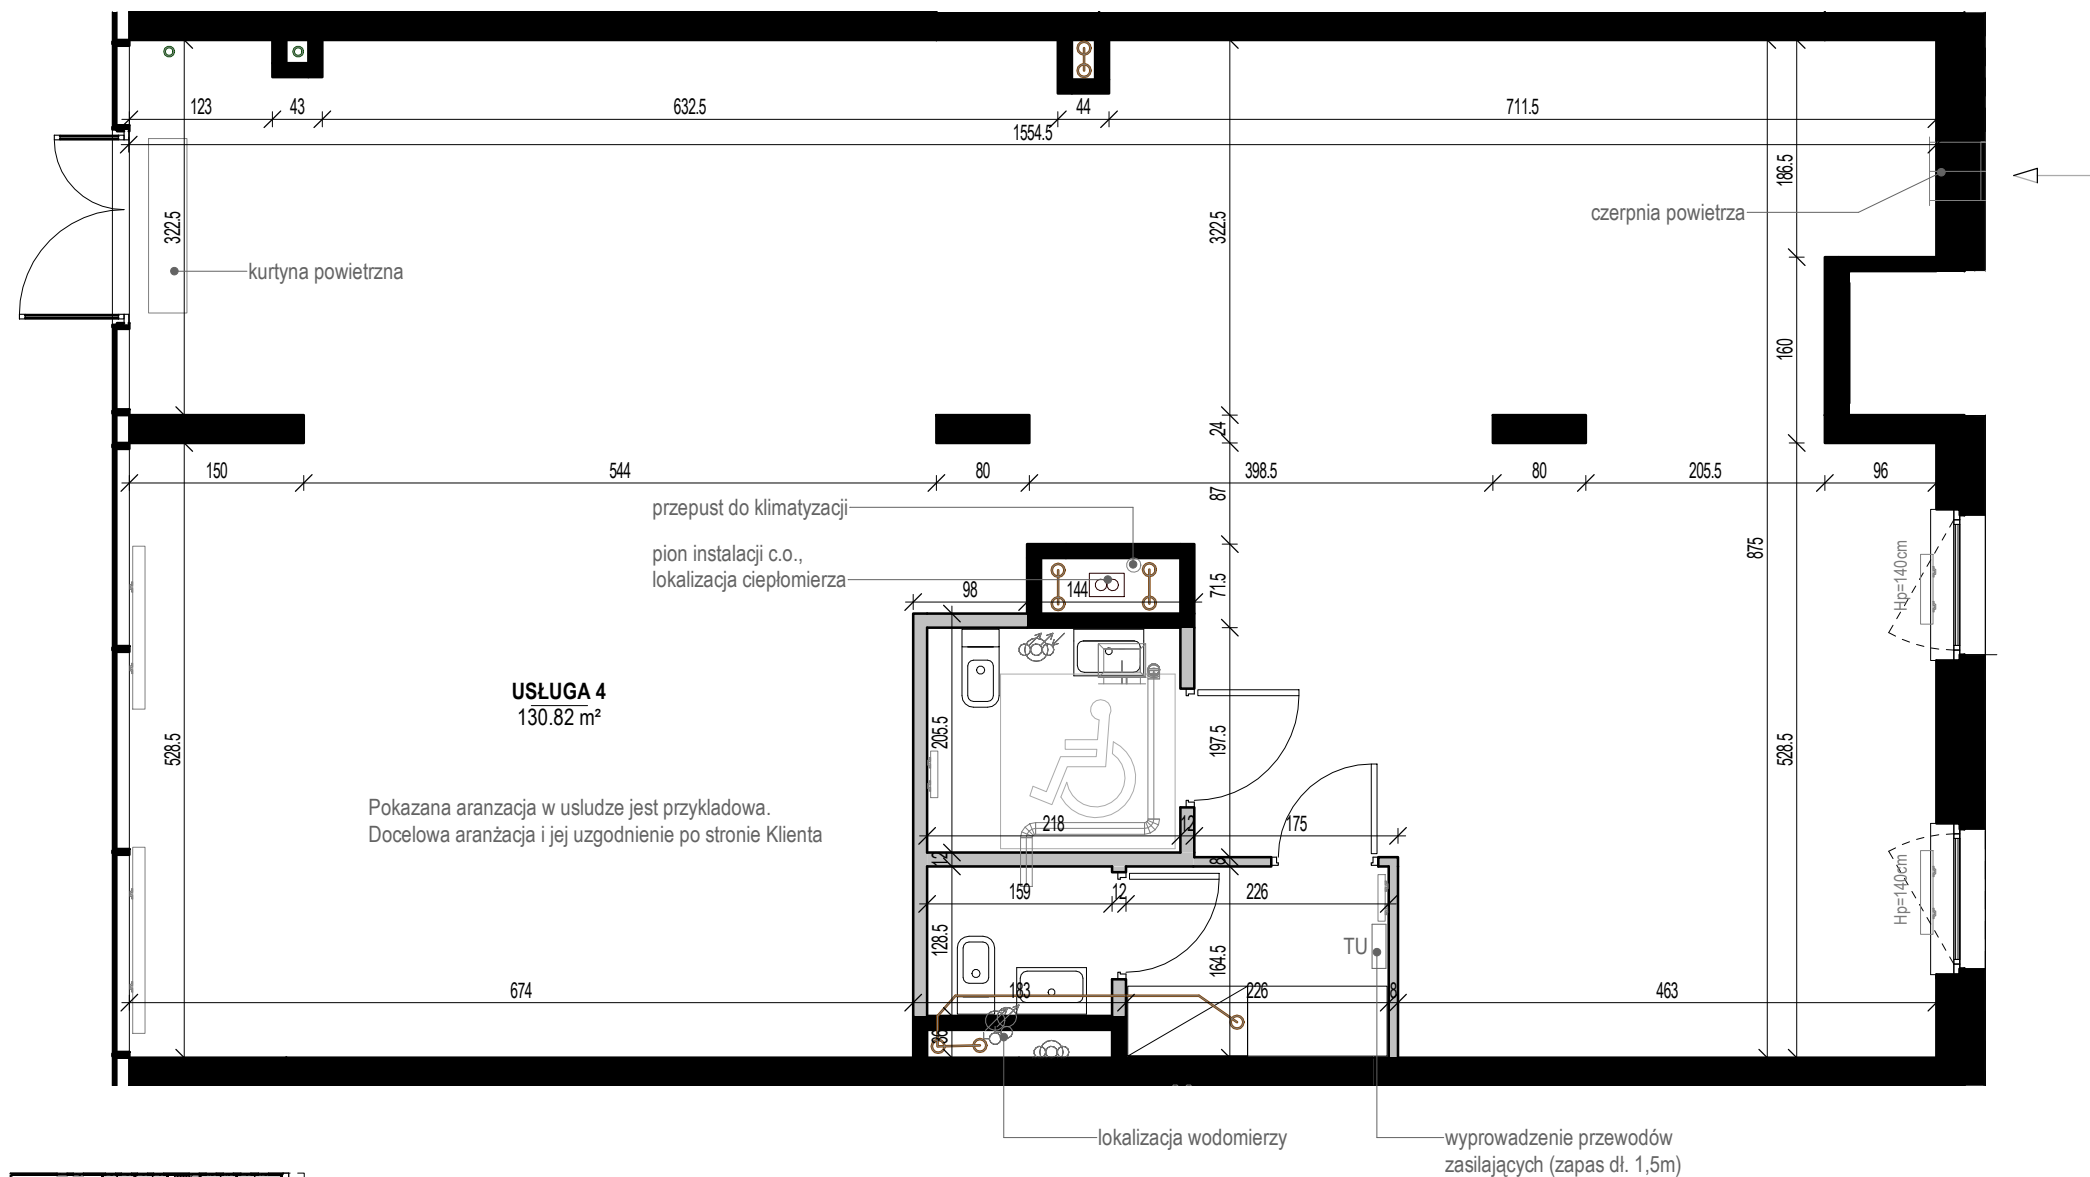 123
43
632.5
44
711.5
1554.5
186.5
czerpnia powietrza
322.5
322.5
kurtyna powietrzna
160
24
150
544
80
398.5
80
205.5
96
87
przepust do klimatyzacji
pion instalacji c.o.,
lokalizacja ciepłomierza
875
Hp=140cm
71.5
98
144
USŁUGA 4
130.82 m²
528.5
205.5
197.5
528.5
Pokazana aranzacja w usludze jest przykladowa.
Docelowa aranżacja i jej uzgodnienie po stronie Klienta
218
12
175
12
8
159
12
226
Hp=140cm
128.5
164.5
TU
674
183
226
8
463
lokalizacja wodomierzy
wyprowadzenie przewodów
zasilających (zapas dł. 1,5m)